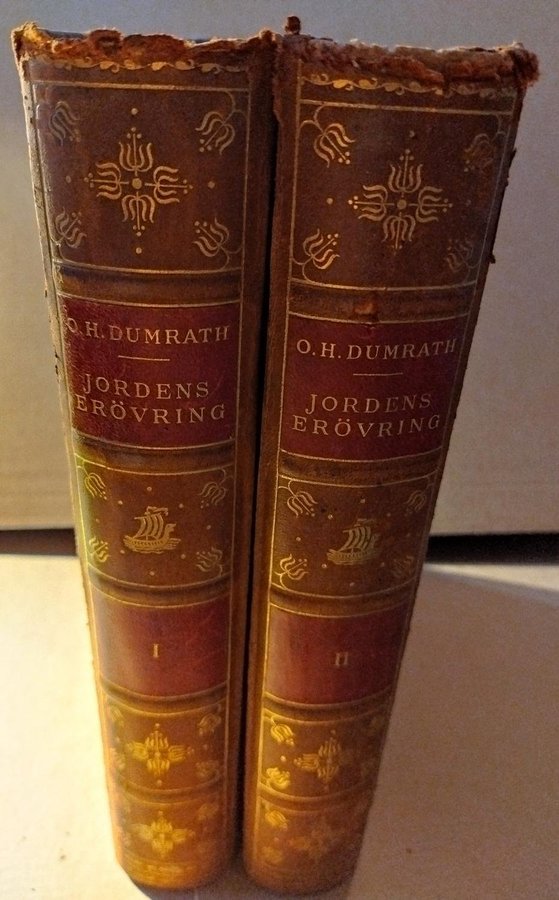 O.H. DUMRATH
JORDENS
ERÖVRING
I
O.H. DUMRATH
JORDENS
ERÖVRING
II